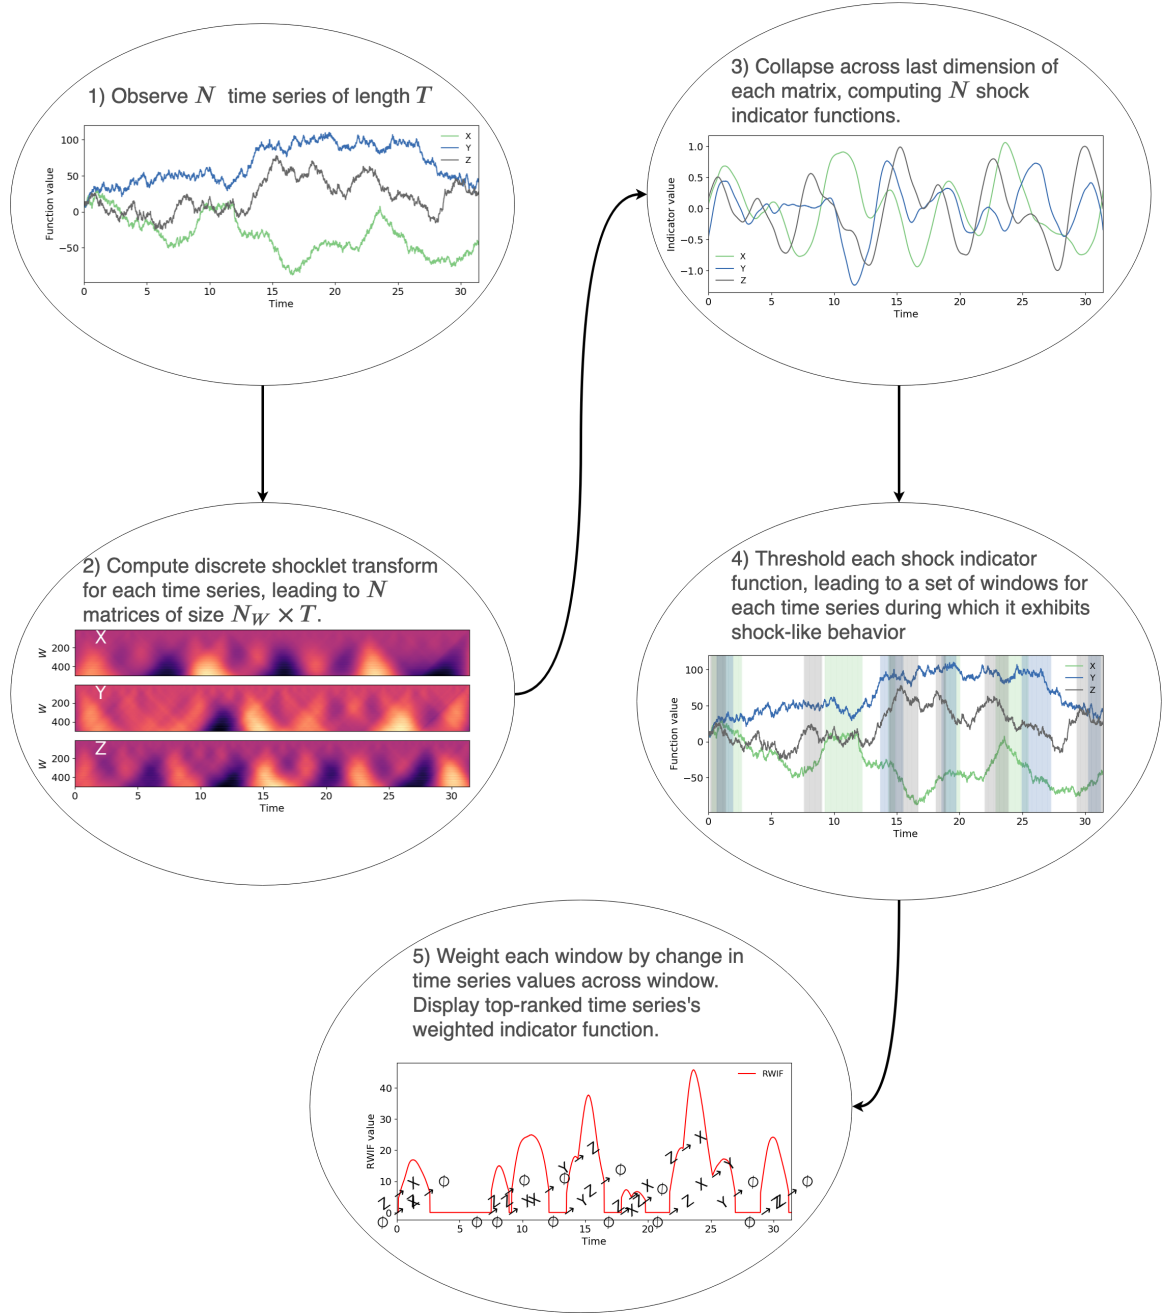 1) Observe N time series of length T
X
Y
Z
100
50
0
−50
Function value
0 5 10 15 20 25 30
Time
2) Compute discrete shocklet transform
for each time series, leading to N
matrices of size N_W × T.
X
W
200
400
Y
W
200
400
Z
W
200
400
0 5 10 15 20 25 30
Time
3) Collapse across last dimension of
each matrix, computing N shock
indicator functions.
1.0
0.5
0.0
−0.5
−1.0
Indicator value
X
Y
Z
0 5 10 15 20 25 30
Time
4) Threshold each shock indicator
function, leading to a set of windows for
each time series during which it exhibits
shock-like behavior
X
Y
Z
100
50
0
−50
Function value
0 5 10 15 20 25 30
Time
5) Weight each window by change in
time series values across window.
Display top-ranked time series's
weighted indicator function.
RWIF
40
30
20
10
0
RWIF value
0 5 10 15 20 25 30
Time